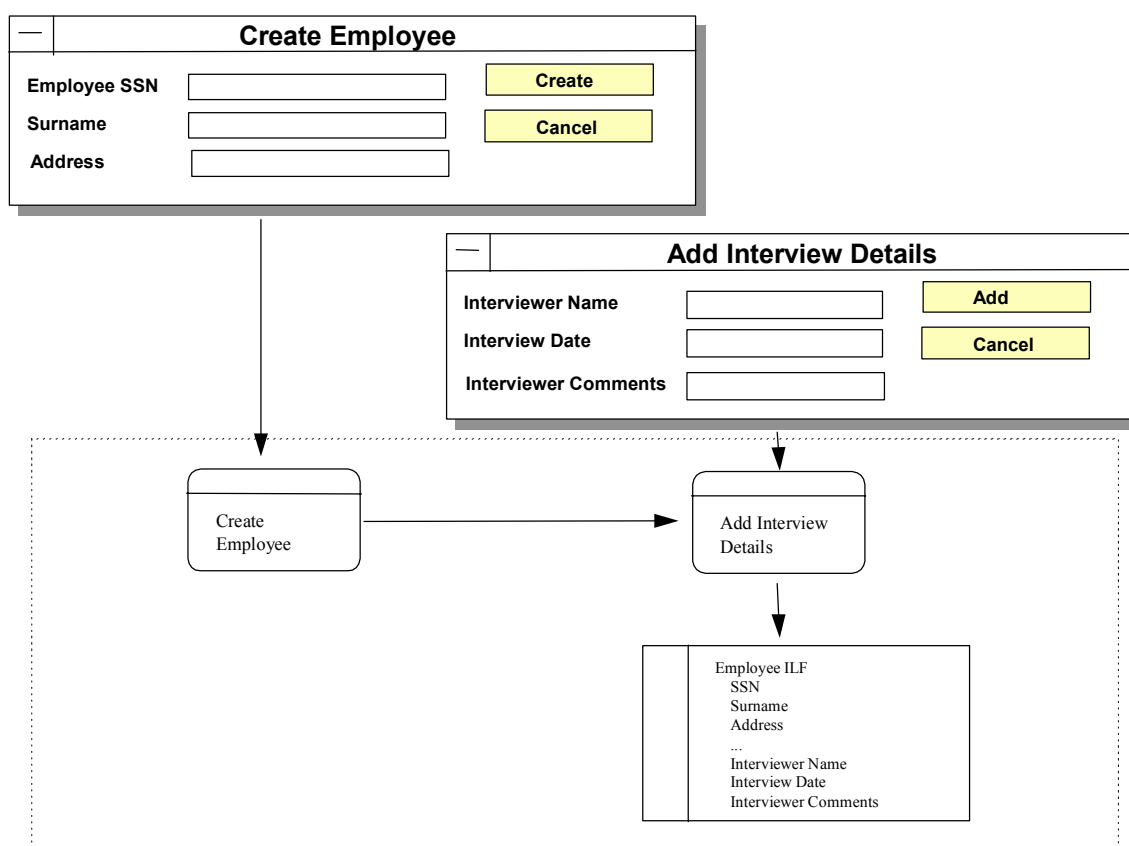 Create Employee
Employee SSN
Create
Surname
Cancel
Address
Add Interview Details
Interviewer Name
Add
Interview Date
Cancel
Interviewer Comments
Create
Employee
Add Interview
Details
Employee ILF
SSN
Surname
Address
...
Interviewer Name
Interview Date
Interviewer Comments